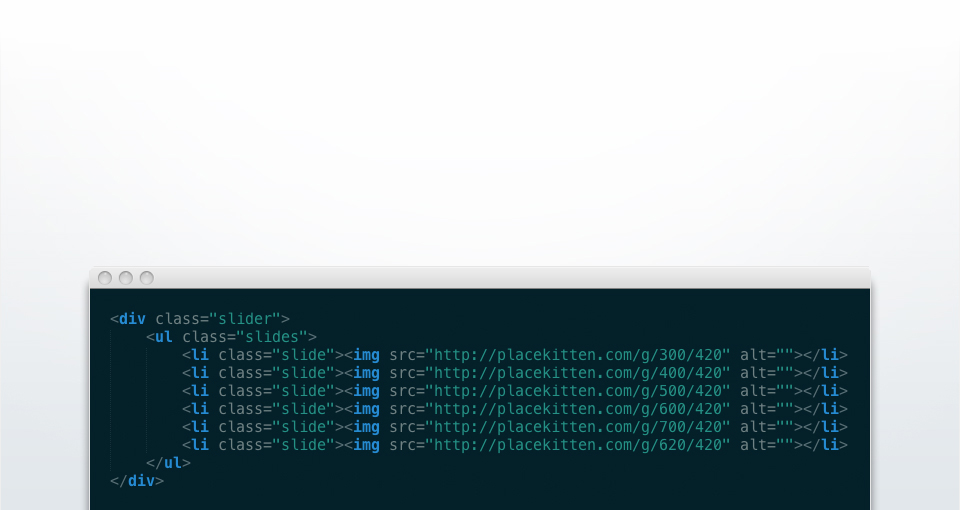 <div class="slider">
<ul class="slides">
<li class="slide"><img src="http://placekitten.com/g/300/420" alt=""></li>
<li class="slide"><img src="http://placekitten.com/g/400/420" alt=""></li>
<li class="slide"><img src="http://placekitten.com/g/500/420" alt=""></li>
<li class="slide"><img src="http://placekitten.com/g/600/420" alt=""></li>
<li class="slide"><img src="http://placekitten.com/g/700/420" alt=""></li>
<li class="slide"><img src="http://placekitten.com/g/620/420" alt=""></li>
</ul>
</div>